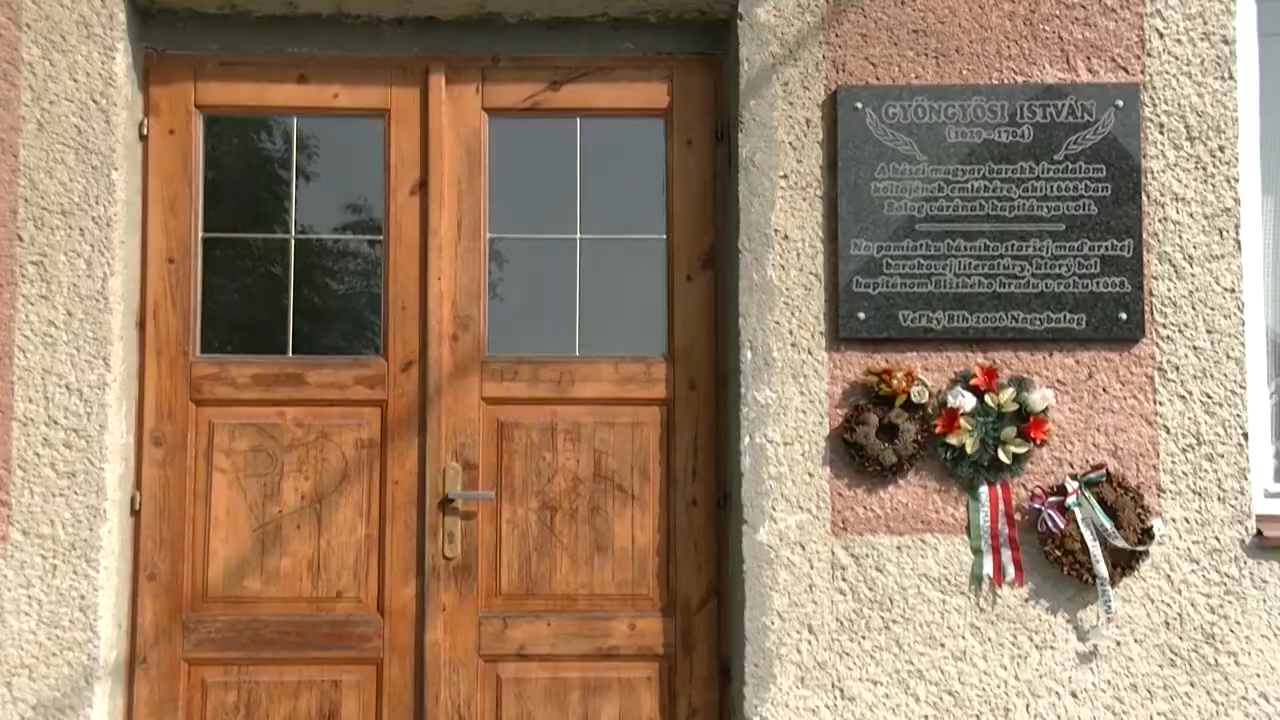 GYÖNGYÖSI ISTVÁN
(1629 - 1704)
A kései magyar barokk irodalom
költőjének emlékére, aki 1668-ban
Balog várának kapitánya volt.
Na pamiatku básnika staršej maďarskej
barokovej literatúry, ktorý bol
kapitánom Blžského hradu v roku 1668.
Veľký Blh 2006 Nagybalog